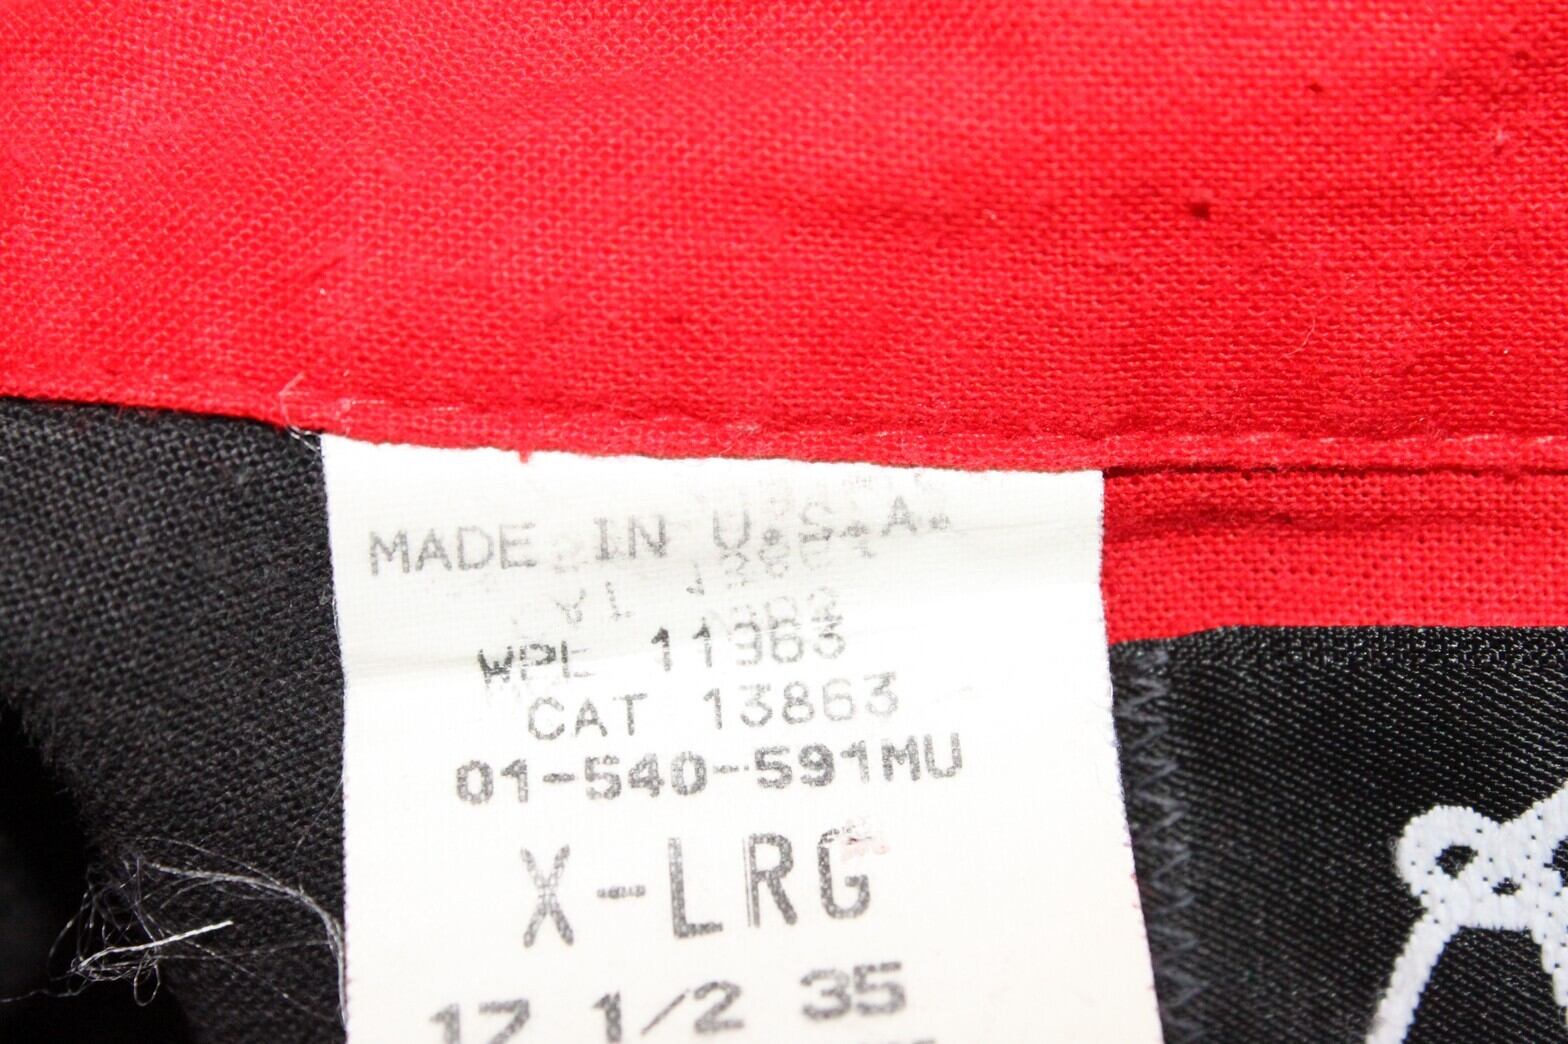 MADE IN U.S.A.
WPL 11963
CAT 13863
01-540-591MU
X-LRG
17 1/2 35